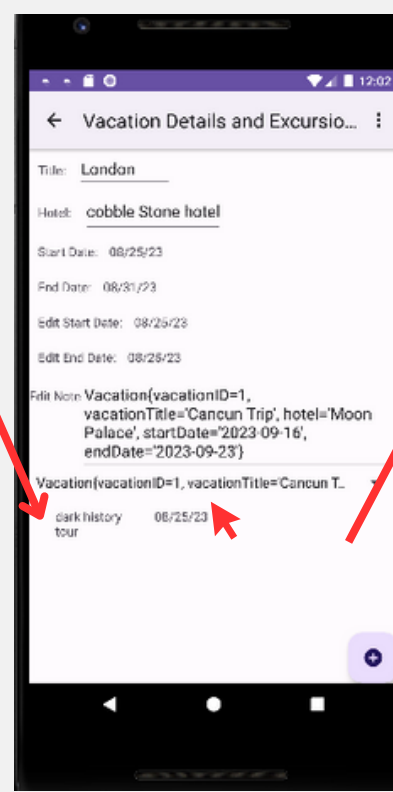 12:02
Vacation Details and Excursio...
Title: London
Hotel: cobble Stone hotel
Start Date: 08/25/23
End Date: 08/31/23
Edit Start Date: 08/25/23
Edit End Date: 08/25/23
Edit Note Vacation{vacationID=1,
vacationTitle='Cancun Trip', hotel='Moon
Palace', startDate='2023-09-16',
endDate='2023-09-23'}
Vacation{vacationID=1, vacationTitle='Cancun T...
dark history 08/25/23
tour